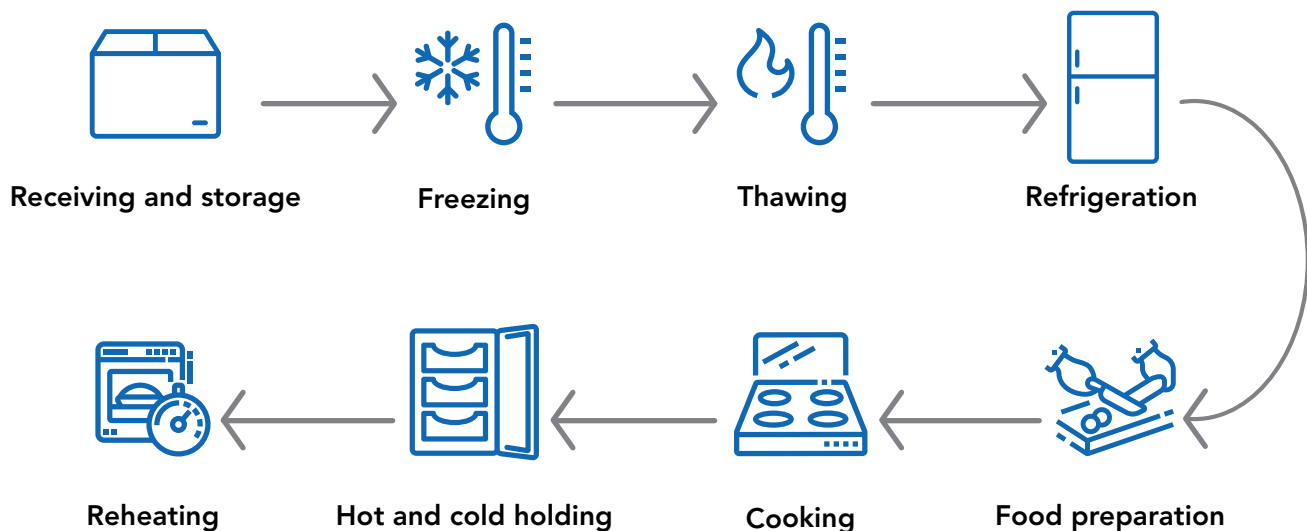 Receiving and storage
Freezing
Thawing
Refrigeration
Food preparation
Cooking
Hot and cold holding
Reheating